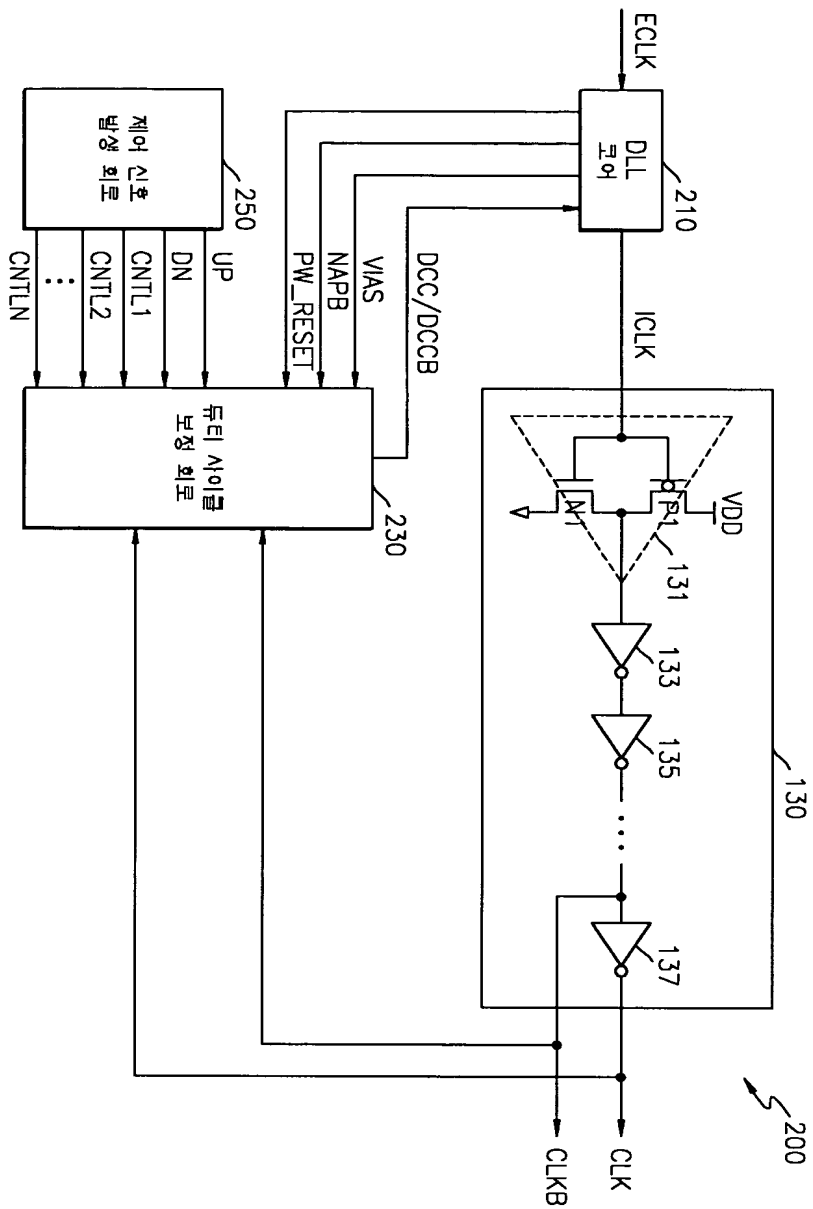 200
130
ECLK
210
DLL
코어
ICLK
VDD
P1
N1
131
133
135
137
CLK
CLKB
DCC/DCCB
VIAS
NAPB
PW_RESET
250
제어 신호
발생 회로
UP
DN
CNTL1
CNTL2
CNTLN
230
듀티 사이클
보정 회로